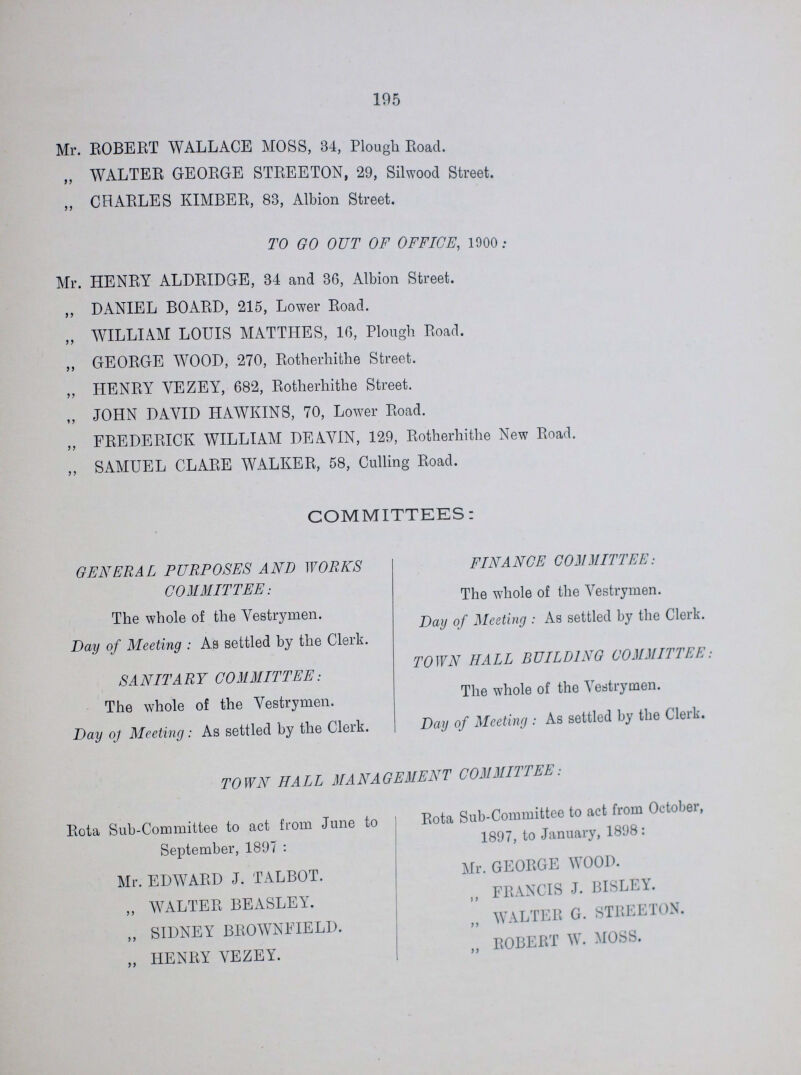 195
Mr. ROBERT WALLACE MOSS, 34, Plough Road.
„ WALTER GEORGE STREETON, 29, Silwood Street.
„ CHARLES KIMBER, 83, Albion Street.
TO GO OUT OF OFFICE, 1900:
Mr. HENRY ALDRIDGE, 34 and 36, Albion Street.
„ DANIEL BOARD, 215, Lower Road.
„ WILLIAM LOUIS MATTHES, 16, Plough Road.
„ GEORGE WOOD, 270, Rotherhithe Street.
„ HENRY VEZEY, 682, Rotherhithe Street.
„ JOHN DAVID HAWKINS, 70, Lower Road.
„ FREDERICK WILLIAM DEAVIN, 129, Rotherhithe New Road.
„ SAMUEL CLARE WALKER, 58, Culling Road.
COMMITTEES:
GENERAL PURPOSES AND WORKS
COMMITTEE:
The whole of the Vestrymen.
Day of Meeting: As settled by the Clerk.
SANITARY COMMITTEE:
The whole of the Vestrymen.
Day of Meeting: As settled by the Clerk.
FINANCE COMMITTEE:
The whole of the Vestrymen.
Day of Meeting: As settled by the Clerk.
TOWN HALL BUILDING COMMITTEE:
The whole of the Vestrymen.
Day of Meeting: As settled by the Clerk.
TOWN HALL MANAGEMENT COMMITTEE:
Rota Sub-Committee to act from June to
September, 1897 :
Mr. EDWARD J. TALBOT.
„ WALTER BEASLEY.
„ SIDNEY BROWNFIELD.
„ HENRY VEZEY.
Rota Sub-Committee to act from October,
1897, to January, 1898:
Mr. GEORGE WOOD.
„ FRANCIS J. BISLEY.
„ WALTER G. STREETON.
„ ROBERT W. MOSS.